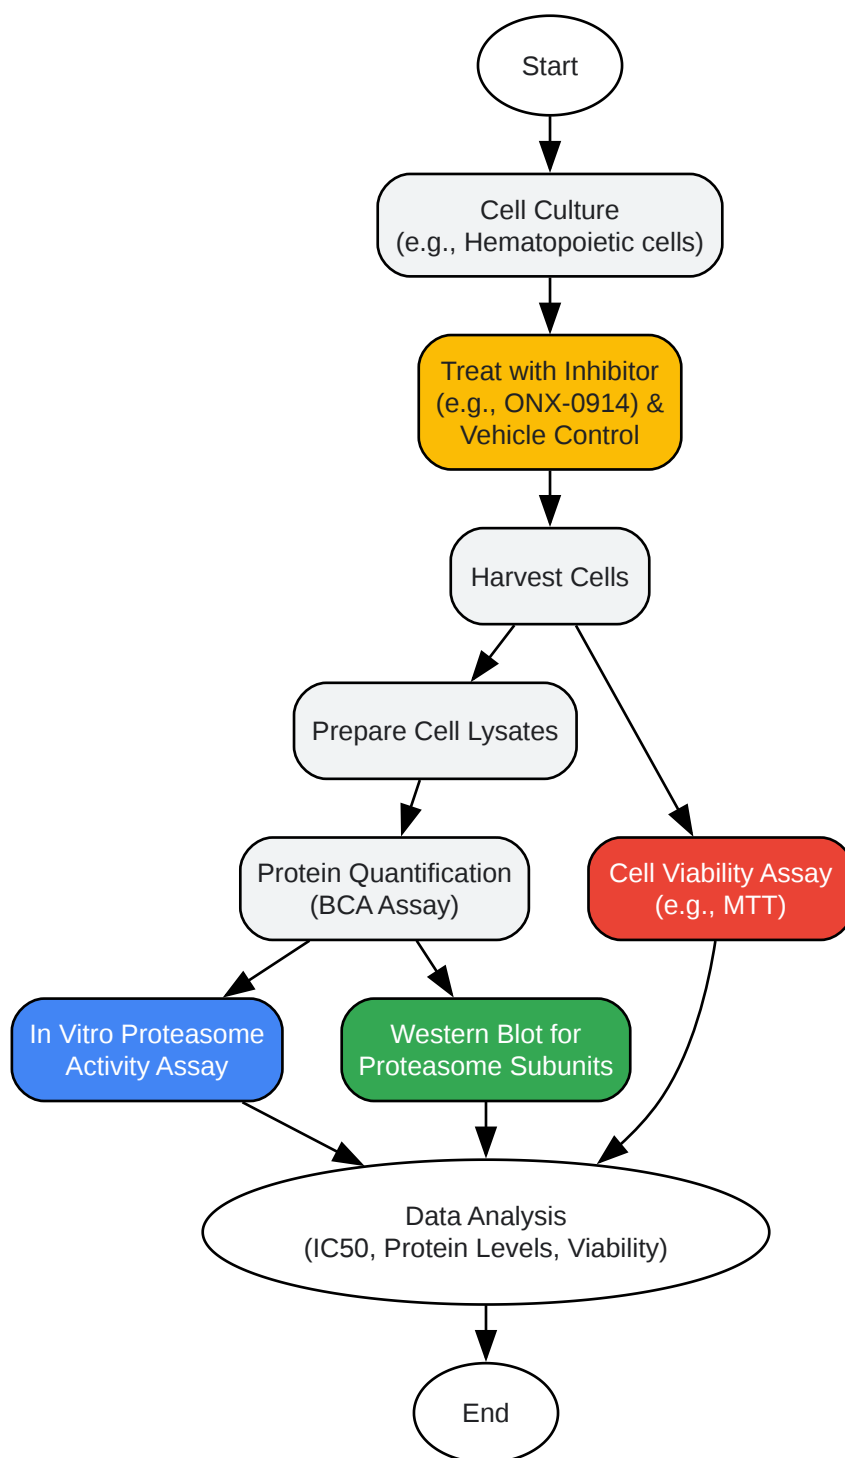 Start
Cell Culture
(e.g., Hematopoietic cells)
Treat with Inhibitor
(e.g., ONX-0914) &
Vehicle Control
Harvest Cells
Prepare Cell Lysates
Protein Quantification
(BCA Assay)
Cell Viability Assay
(e.g., MTT)
In Vitro Proteasome
Activity Assay
Western Blot for
Proteasome Subunits
Data Analysis
(IC50, Protein Levels, Viability)
End